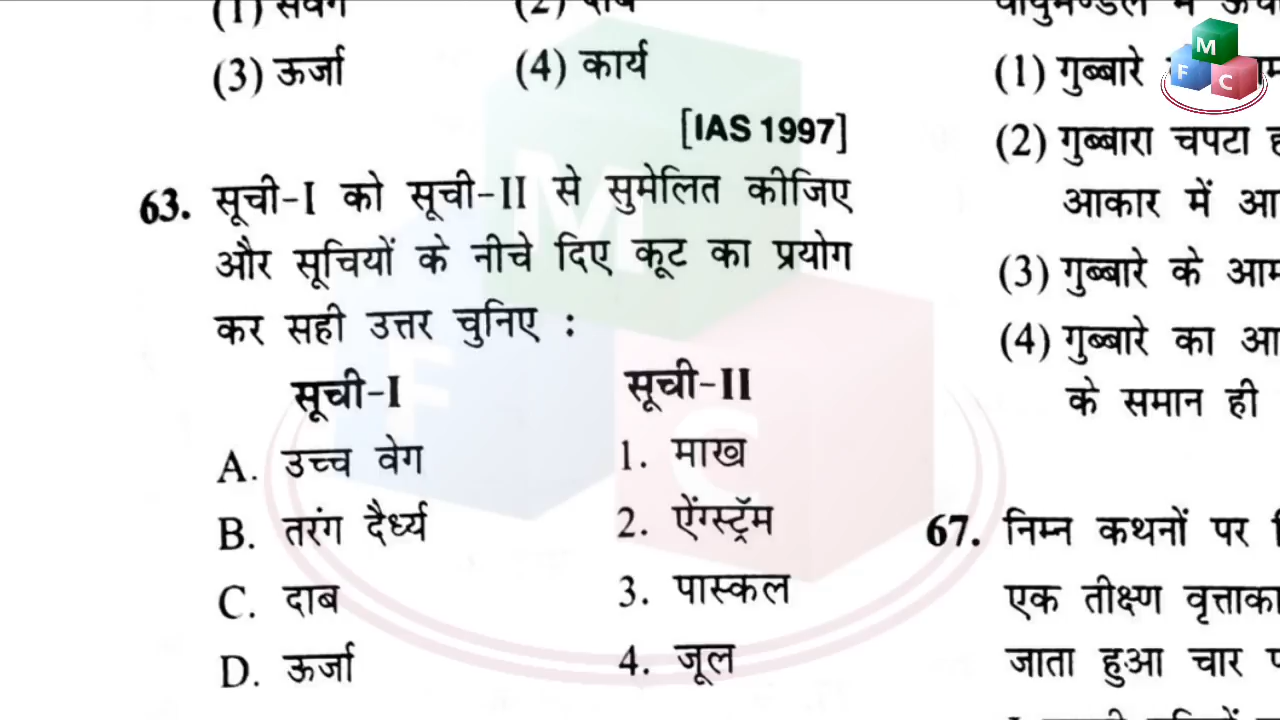 (3) ऊर्जा (4) कार्य
[IAS 1997]
63. सूची-I को सूची-II से सुमेलित कीजिए
और सूचियों के नीचे दिए कूट का प्रयोग
कर सही उत्तर चुनिए :
सूची-I सूची-II
A. उच्च वेग 1. माख
B. तरंग दैर्ध्य 2. ऐंग्स्ट्रॅम
C. दाब 3. पास्कल
D. ऊर्जा 4. जूल
(1) गुब्बारे
(2) गुब्बारा चपटा
आकार में
(3) गुब्बारे के
(4) गुब्बारे का
के समान ही
67. निम्न कथनों पर
एक तीक्ष्ण
जाता हुआ चार
M
F
C